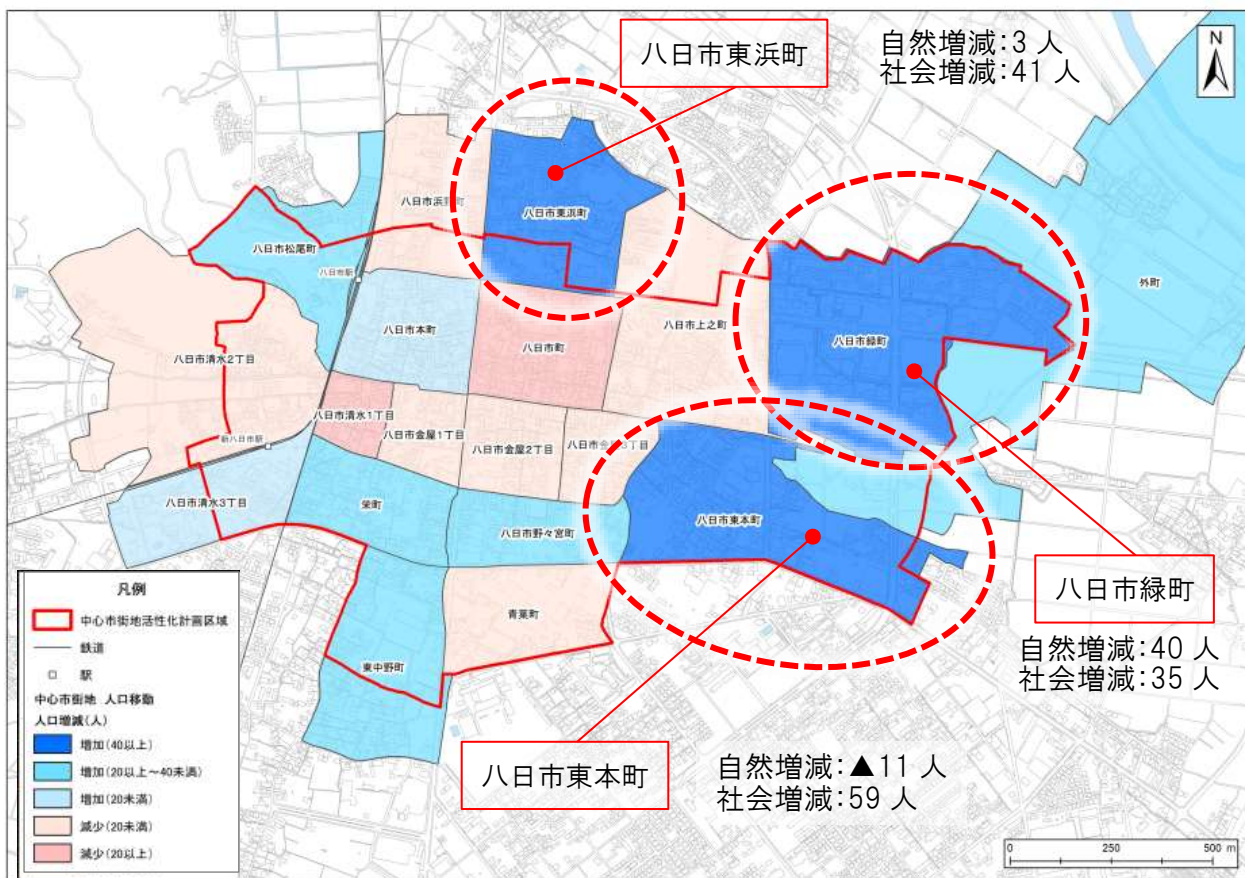 八日市東浜町
自然増減：3 人
社会増減：41 人
N
八日市浜野町
八日市東浜町
八日市松尾町
八日市駅
外町
八日市本町
八日市町
八日市上之町
八日市緑町
八日市清水2丁目
八日市清水1丁目
八日市金屋1丁目
八日市金屋2丁目
八日市金屋3丁目
新八日市駅
八日市清水3丁目
栄町
八日市野々宮町
八日市東本町
青葉町
東中野町
八日市緑町
自然増減：40 人
社会増減：35 人
八日市東本町
自然増減：▲11 人
社会増減：59 人
凡例
中心市街地活性化計画区域
鉄道
駅
中心市街地 人口移動
人口増減(人)
増加(40以上)
増加(20以上～40未満)
増加(20未満)
減少(20未満)
減少(20以上)
0 250 500 m